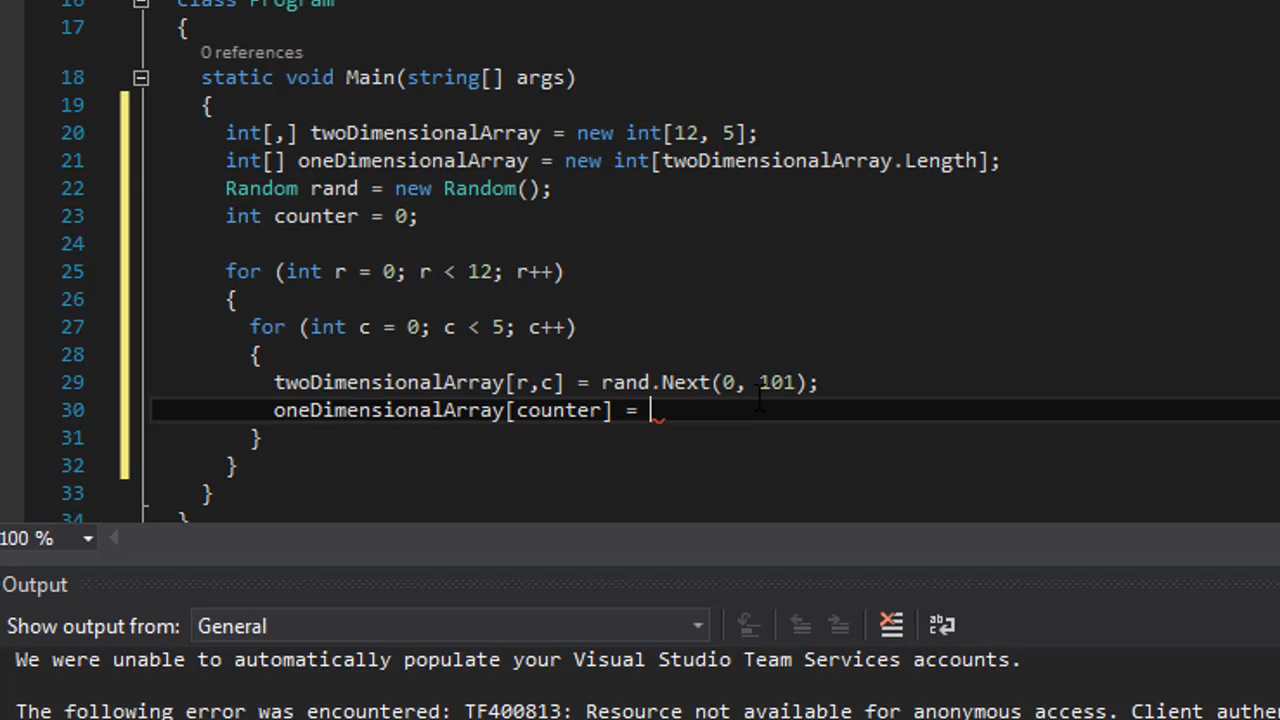 16 class Program
17 {
0 references
18 static void Main(string[] args)
19 {
20 int[,] twoDimensionalArray = new int[12, 5];
21 int[] oneDimensionalArray = new int[twoDimensionalArray.Length];
22 Random rand = new Random();
23 int counter = 0;
24
25 for (int r = 0; r < 12; r++)
26 {
27 for (int c = 0; c < 5; c++)
28 {
29 twoDimensionalArray[r,c] = rand.Next(0, 101);
30 oneDimensionalArray[counter] =
31 }
32 }
33 }
34 }
100 %
Output
Show output from: General
We were unable to automatically populate your Visual Studio Team Services accounts.
The following error was encountered: TF400813: Resource not available for anonymous access. Client authe